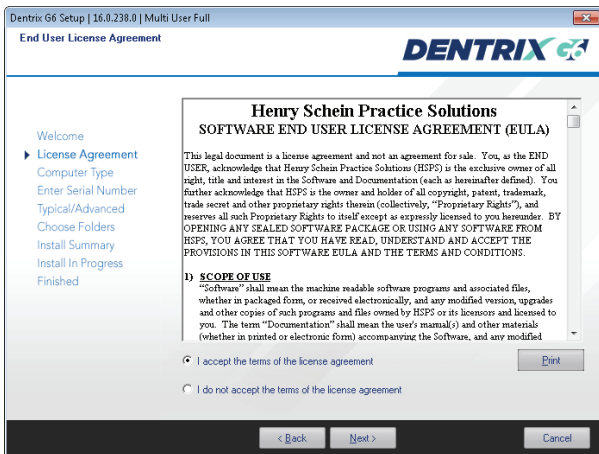 Dentrix G6 Setup | 16.0.238.0 | Multi User Full
End User License Agreement
DENTRIX G6
Welcome
License Agreement
Computer Type
Enter Serial Number
Typical/Advanced
Choose Folders
Install Summary
Install In Progress
Finished
Henry Schein Practice Solutions
SOFTWARE END USER LICENSE AGREEMENT (EULA)
This legal document is a license agreement and not an agreement for sale. You, as the END
USER, acknowledge that Henry Schein Practice Solutions (HSPS) is the exclusive owner of all
right, title and interest in the Software and Documentation (each as hereinafter defined). You
further acknowledge that HSPS is the owner and holder of all copyright, patent, trademark,
trade secret and other proprietary rights therein (collectively, "Proprietary Rights"), and
reserves all such Proprietary Rights to itself except as expressly licensed to you hereunder. BY
OPENING ANY SEALED SOFTWARE PACKAGE OR USING ANY SOFTWARE FROM
HSPS, YOU AGREE THAT YOU HAVE READ, UNDERSTAND AND ACCEPT THE
PROVISIONS IN THIS SOFTWARE EULA AND THE TERMS AND CONDITIONS.
1) SCOPE OF USE
"Software" shall mean the machine readable software programs and associated files,
whether in packaged form, or received electronically, and any modified version, upgrades
and other copies of such programs and files owned by HSPS or its licensors and licensed to
you. The term "Documentation" shall mean the user's manual(s) and other materials
(whether in printed or electronic form) accompanying the Software, and any modified
I accept the terms of the license agreement
Print
I do not accept the terms of the license agreement
< Back
Next >
Cancel